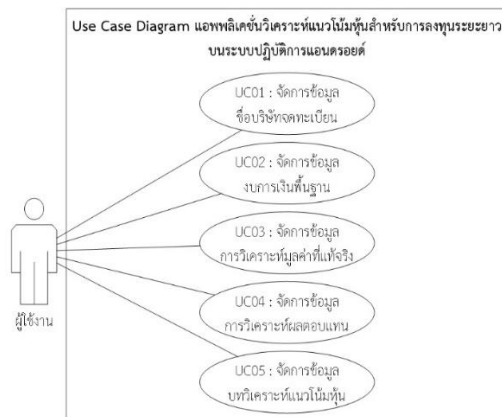 Use Case Diagram แอพพลิเคชั่นวิเคราะห์แนวโน้มหุ้นสำหรับการลงทุนระยะยาว
บนระบบปฏิบัติการแอนดรอยด์
UC01 : จัดการข้อมูล
ชื่อบริษัทจดทะเบียน
UC02 : จัดการข้อมูล
งบการเงินพื้นฐาน
UC03 : จัดการข้อมูล
การวิเคราะห์มูลค่าที่แท้จริง
UC04 : จัดการข้อมูล
การวิเคราะห์ผลตอบแทน
UC05 : จัดการข้อมูล
บทวิเคราะห์แนวโน้มหุ้น
ผู้ใช้งาน